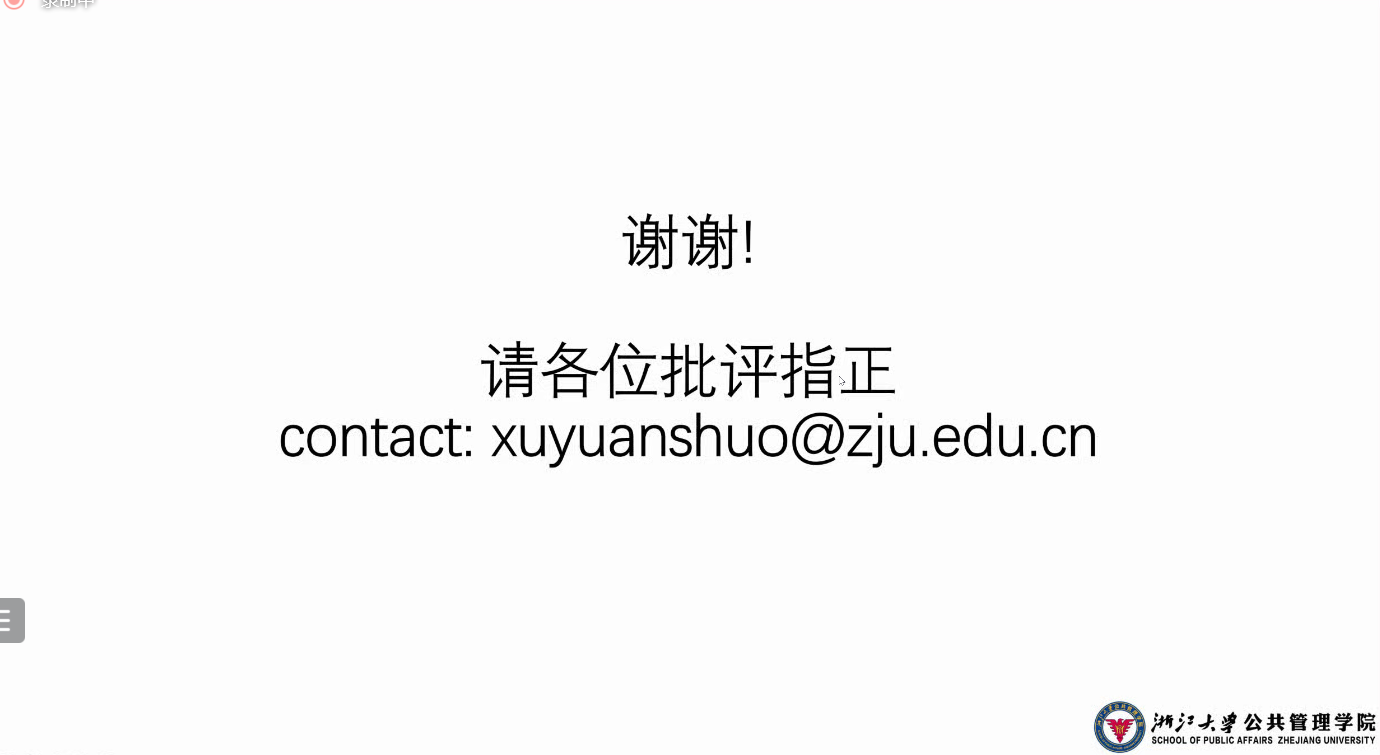 录制中
谢谢!
请各位批评指正
contact: xuyuanshuo@zju.edu.cn
浙江大学公共管理学院
SCHOOL OF PUBLIC AFFAIRS ZHEJIANG UNIVERSITY